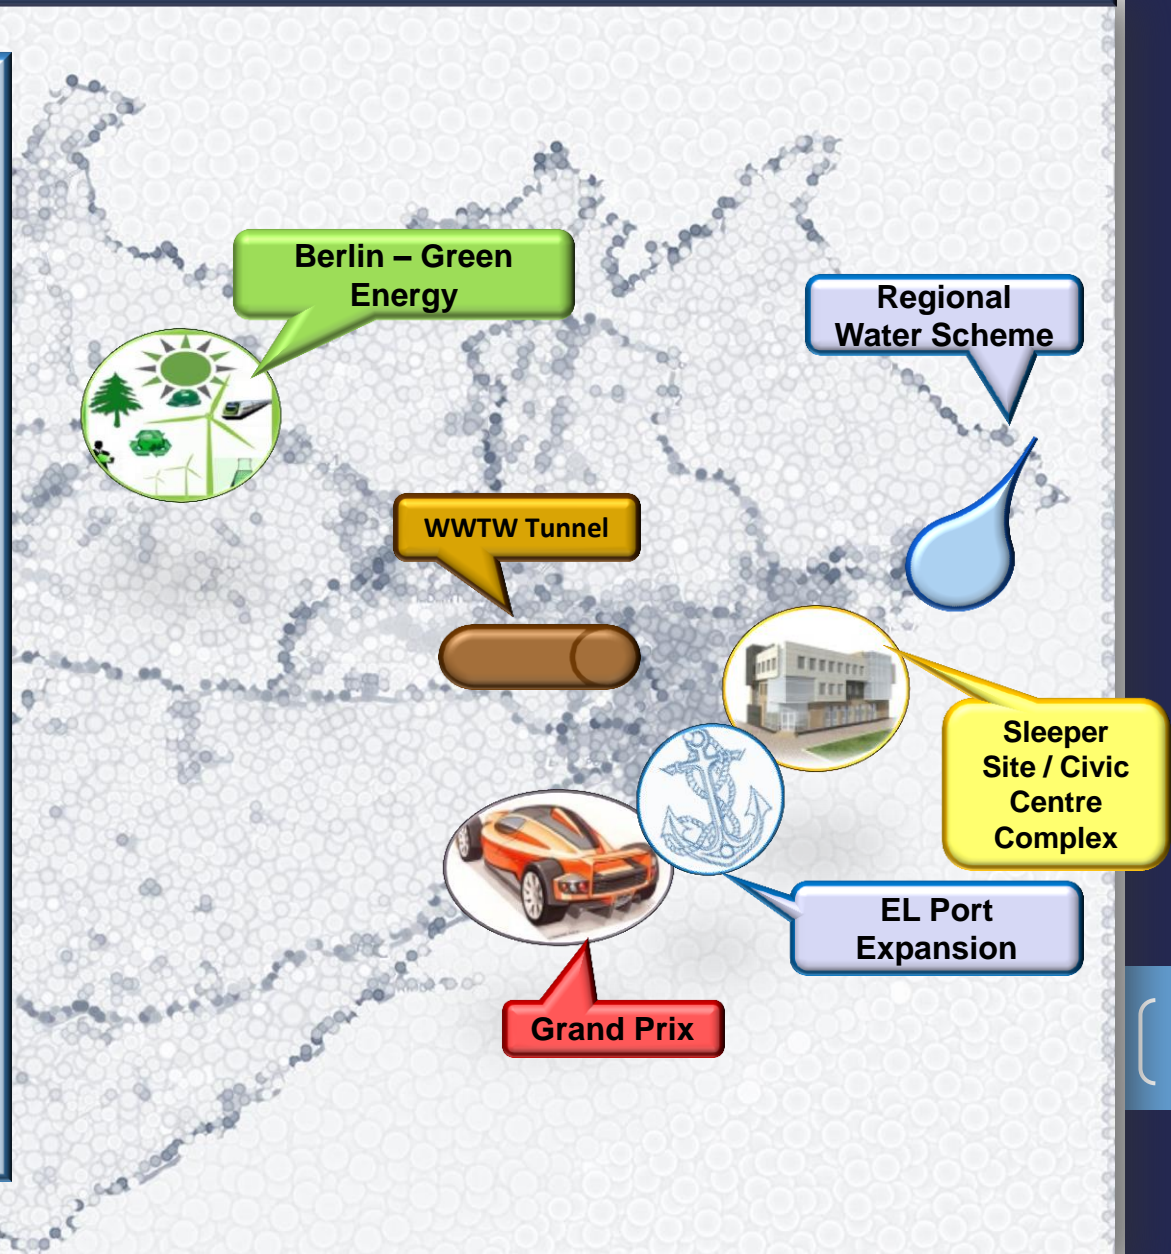 Berlin – Green
Energy
Regional
Water Scheme
WWTW Tunnel
Sleeper
Site / Civic
Centre
Complex
EL Port
Expansion
Grand Prix